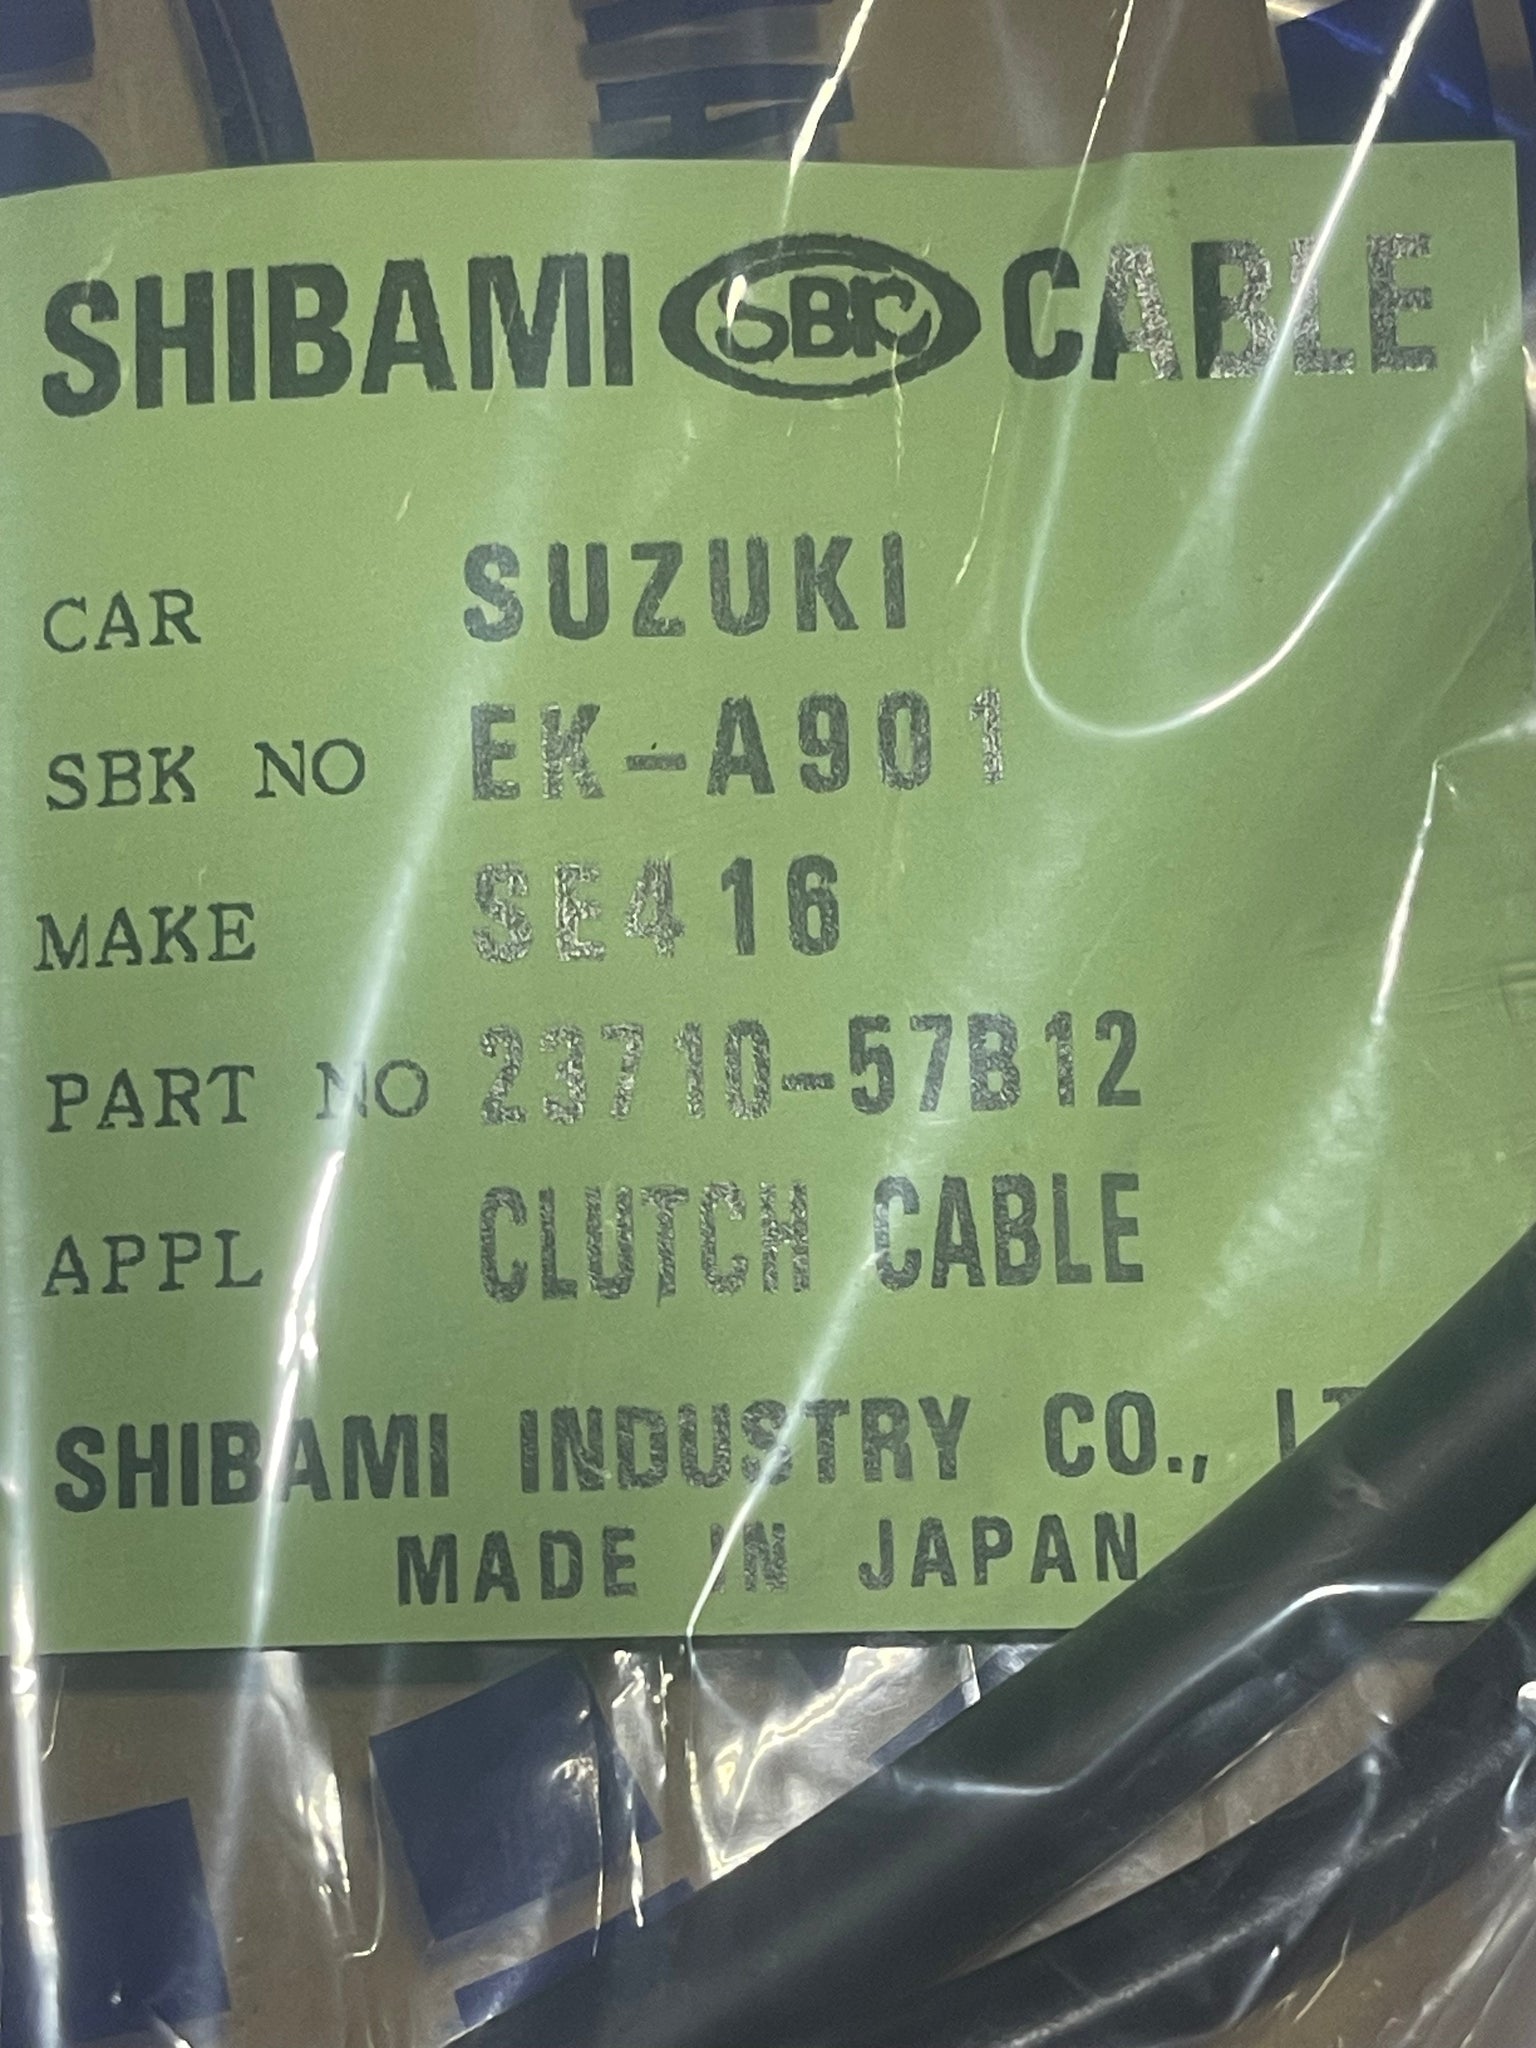 SHIBAMI SBK CABLE
CAR SUZUKI
SBK NO EK-A901
MAKE SE416
PART NO 23710-57B12
APPL CLUTCH CABLE
SHIBAMI INDUSTRY CO.,
MADE IN JAPAN